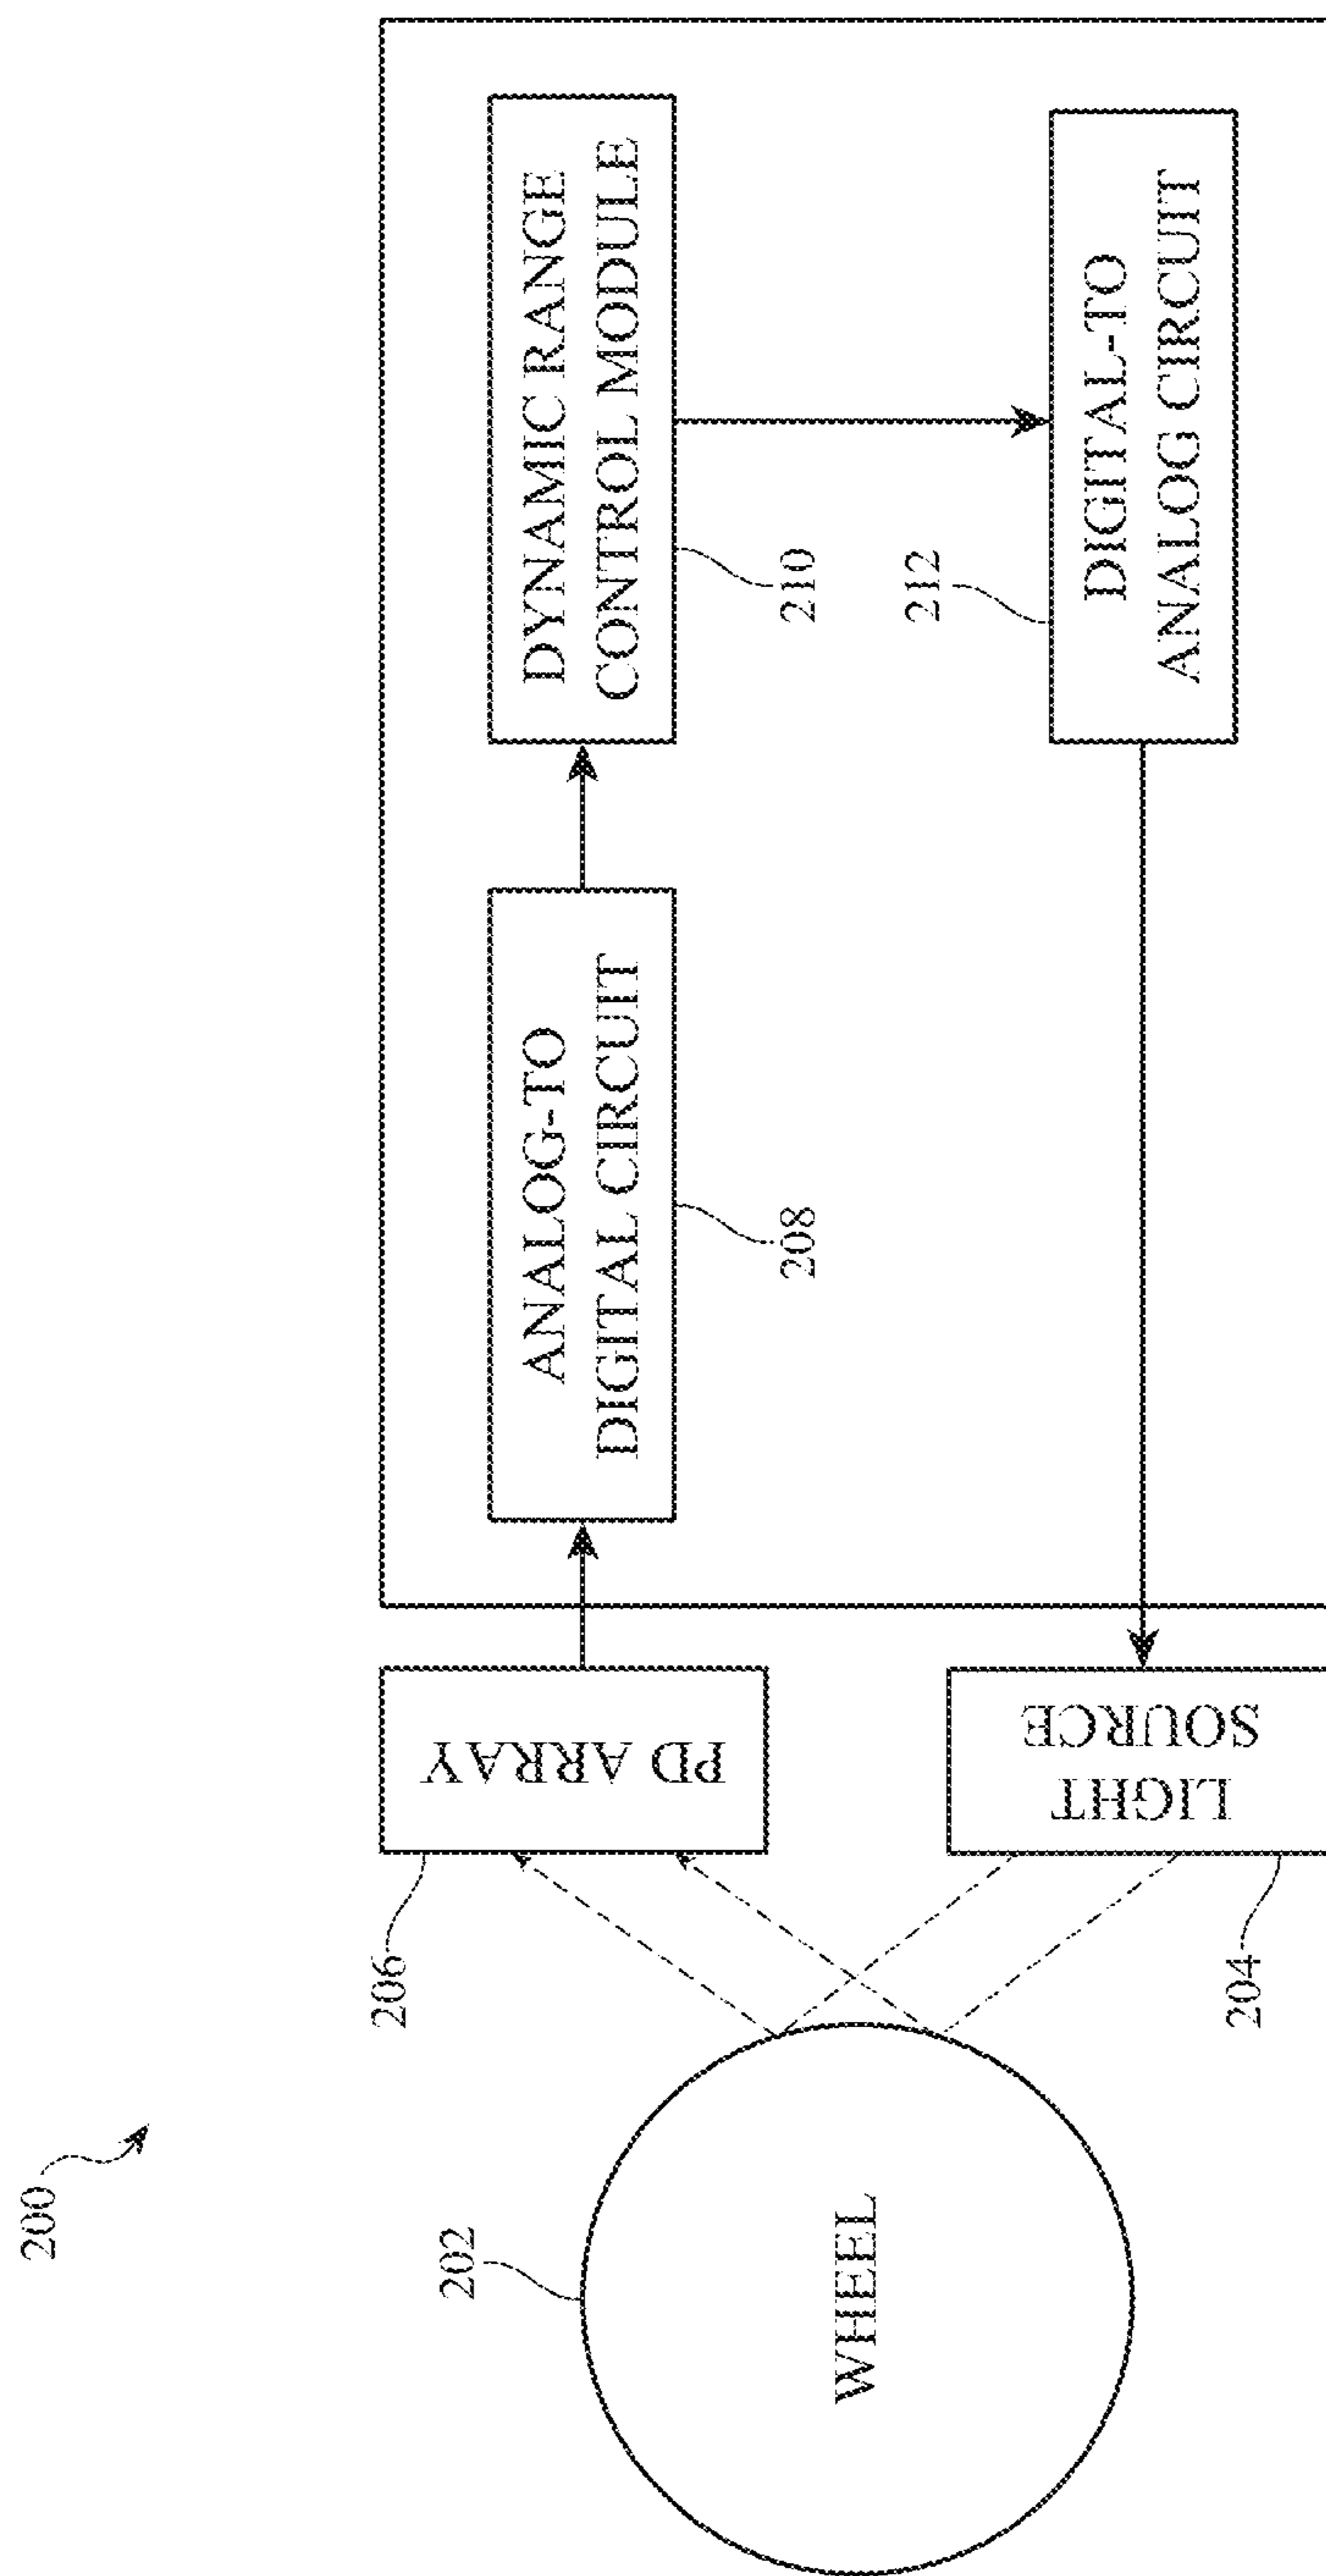 200
202
WHEEL
206
PD ARRAY
204
LIGHT
SOURCE
ANALOG-TO
DIGITAL CIRCUIT
208
DYNAMIC RANGE
CONTROL MODULE
210
212
DIGITAL-TO
ANALOG CIRCUIT